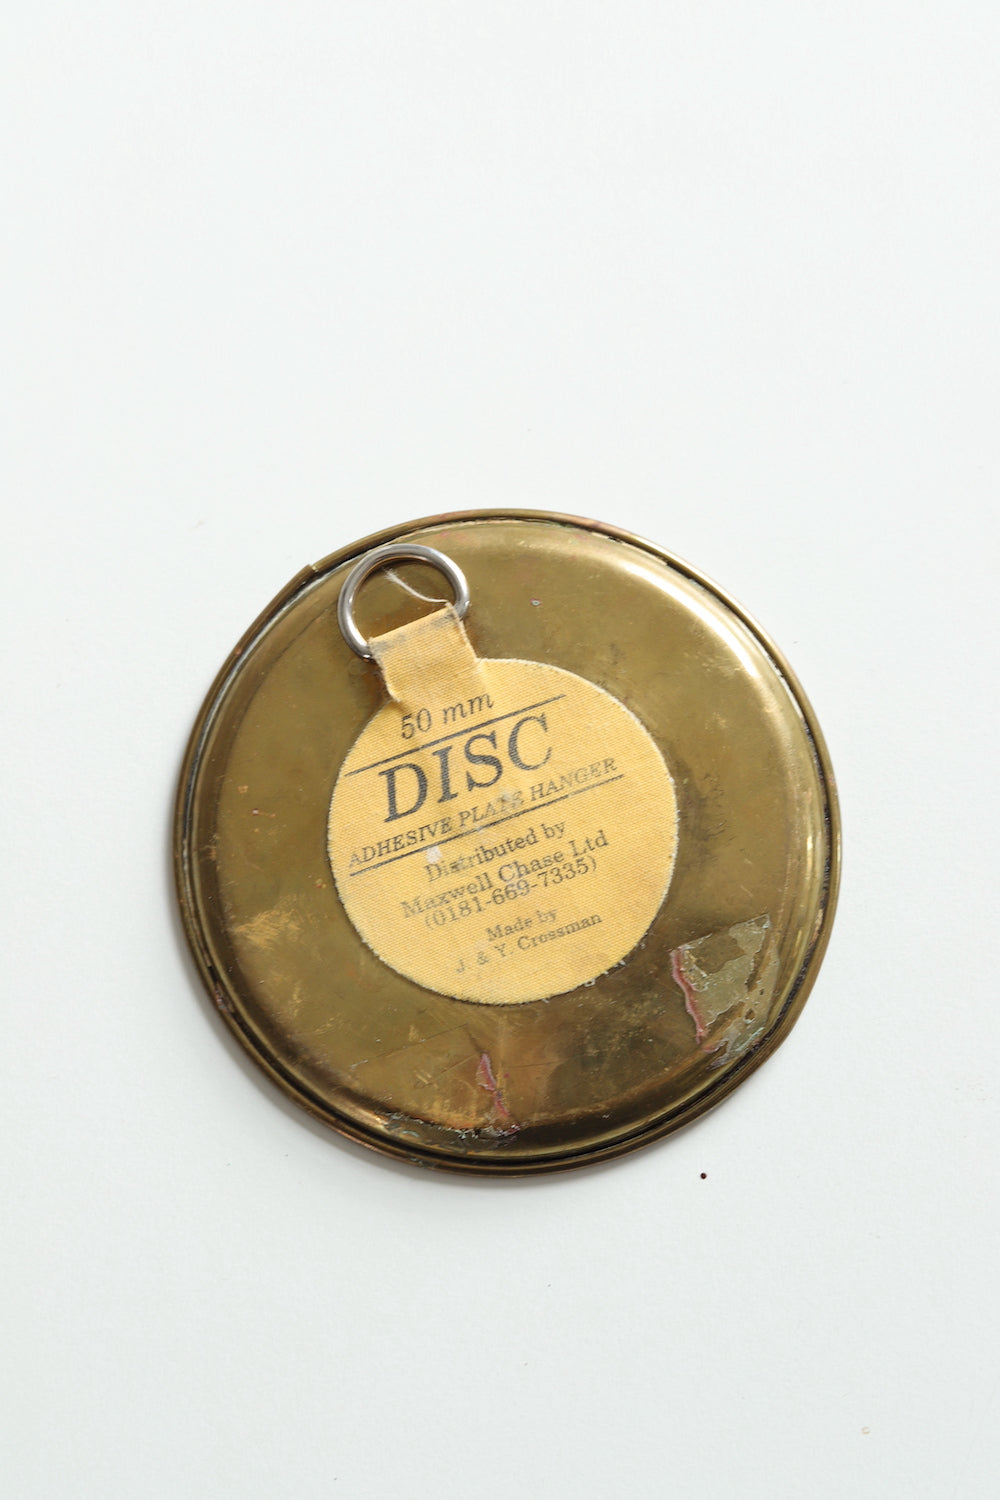 50 mm
DISC
ADHESIVE PLATE HANGER
Distributed by
Maxwell Chase Ltd
(0181-669-7335)
Made by
J. & Y. Crossman